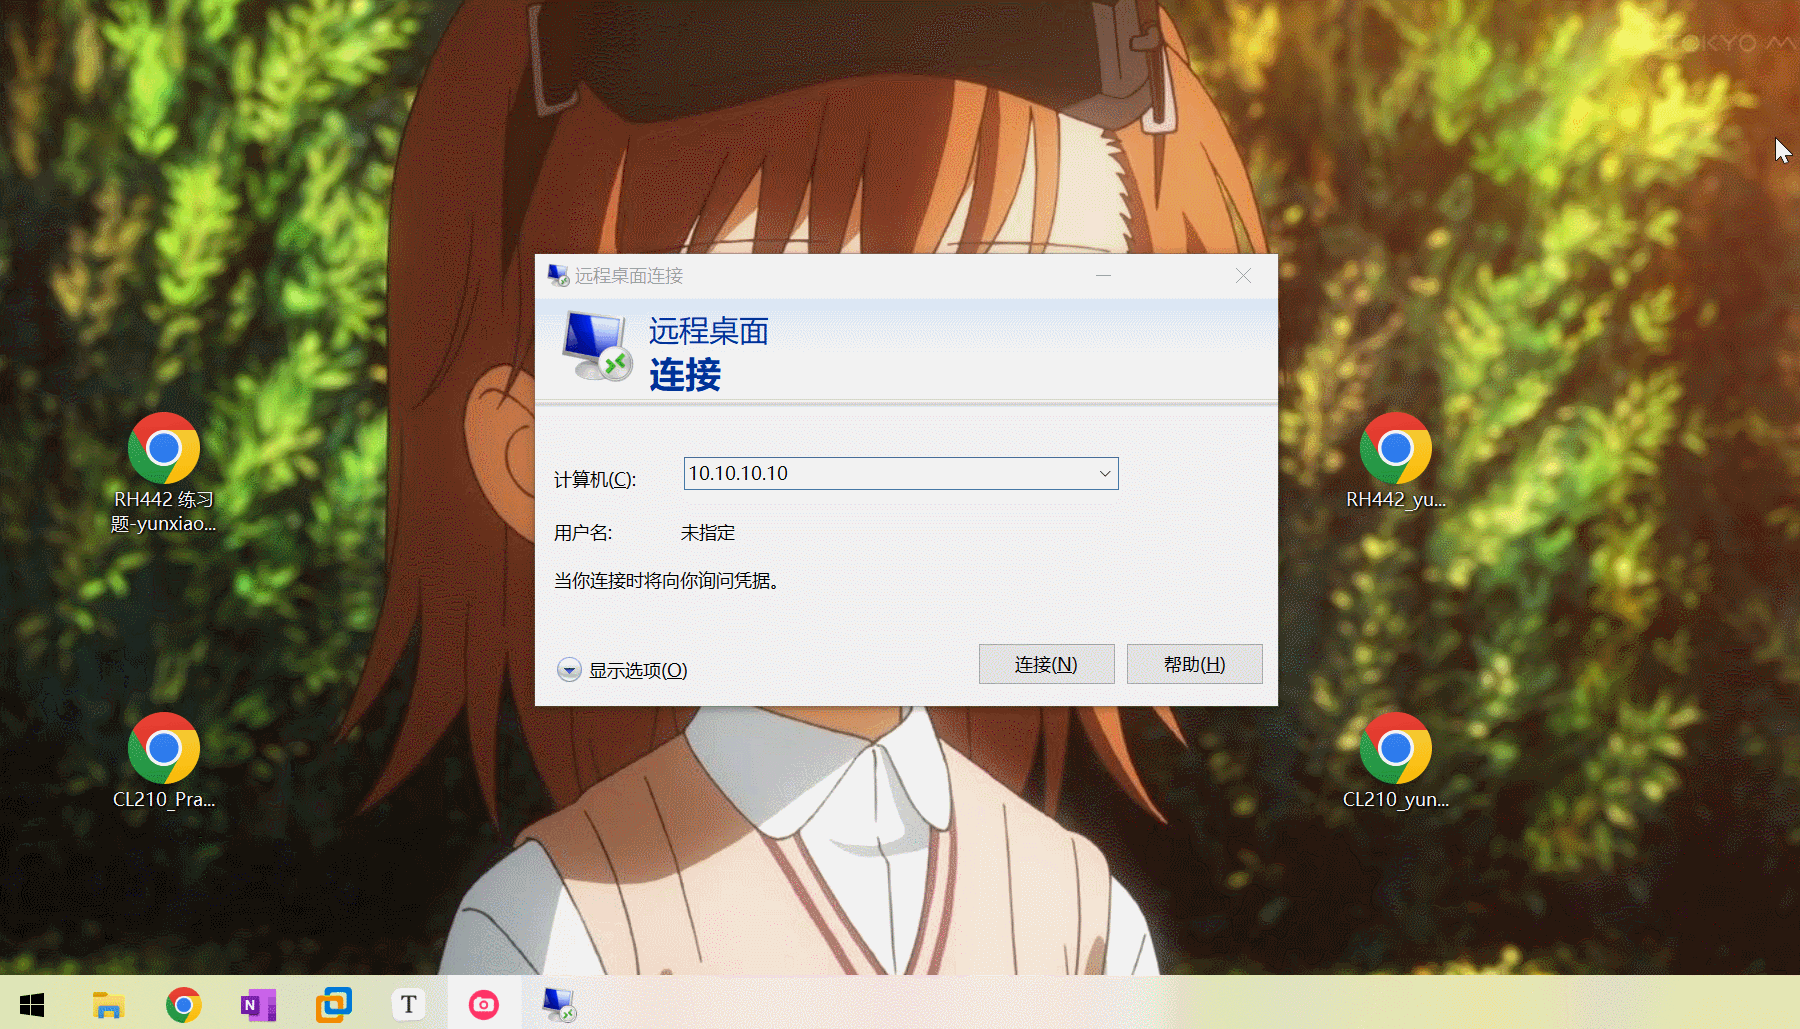 TOKYO M
远程桌面连接
远程桌面
连接
计算机(C):
10.10.10.10
用户名:
未指定
当你连接时将向你询问凭据。
显示选项(O)
连接(N)
帮助(H)
RH442 练习
题-yunxiao...
RH442_yu...
CL210_Pra...
CL210_yun...
N
T